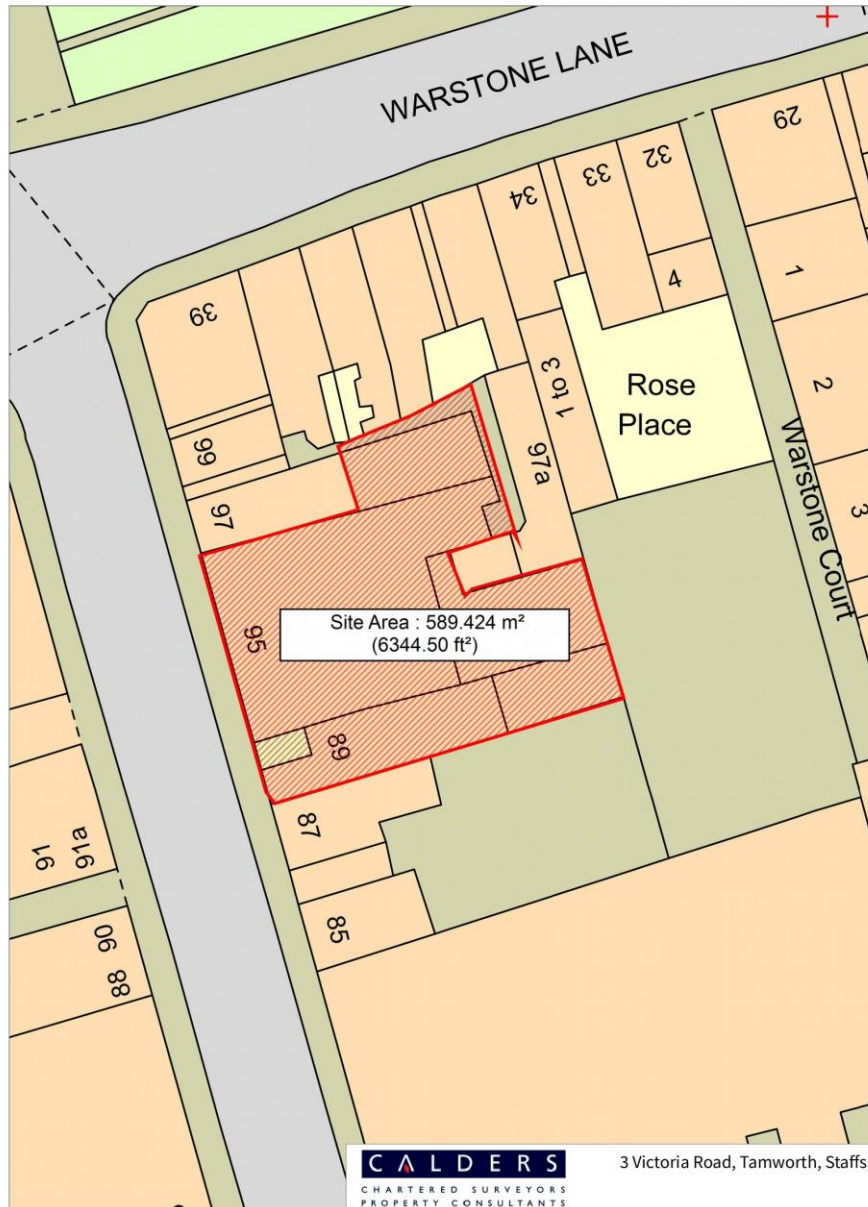 WARSTONE LANE
29
32
33
34
4
1
39
1 to 3
Rose
Place
2
99
97a
Warstone Court
97
3
Site Area : 589.424 m²
(6344.50 ft²)
95
89
87
91a
91
85
90
88
CALDERS
CHARTERED SURVEYORS
PROPERTY CONSULTANTS
3 Victoria Road, Tamworth, Staffs